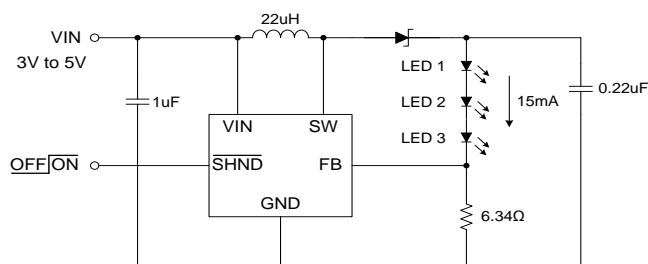 22uH
VIN
3V to 5V
1uF
VIN
SW
LED 1
LED 2
LED 3
15mA
0.22uF
OFF ON
SHND
FB
GND
6.34Ω